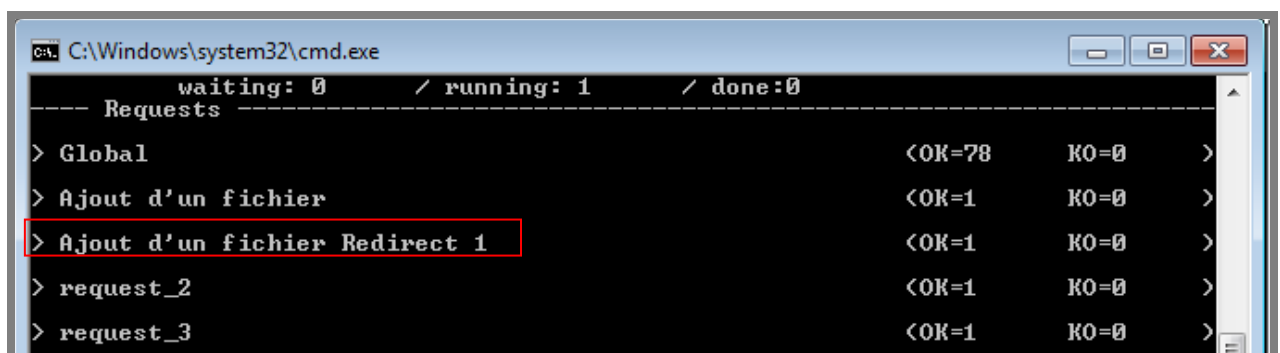 C:\Windows\system32\cmd.exe
waiting: 0 / running: 1 / done:0
---- Requests ------------------------------------------------------------------
> Global (OK=78 KO=0 )
> Ajout d'un fichier (OK=1 KO=0 )
> Ajout d'un fichier Redirect 1 (OK=1 KO=0 )
> request_2 (OK=1 KO=0 )
> request_3 (OK=1 KO=0 )